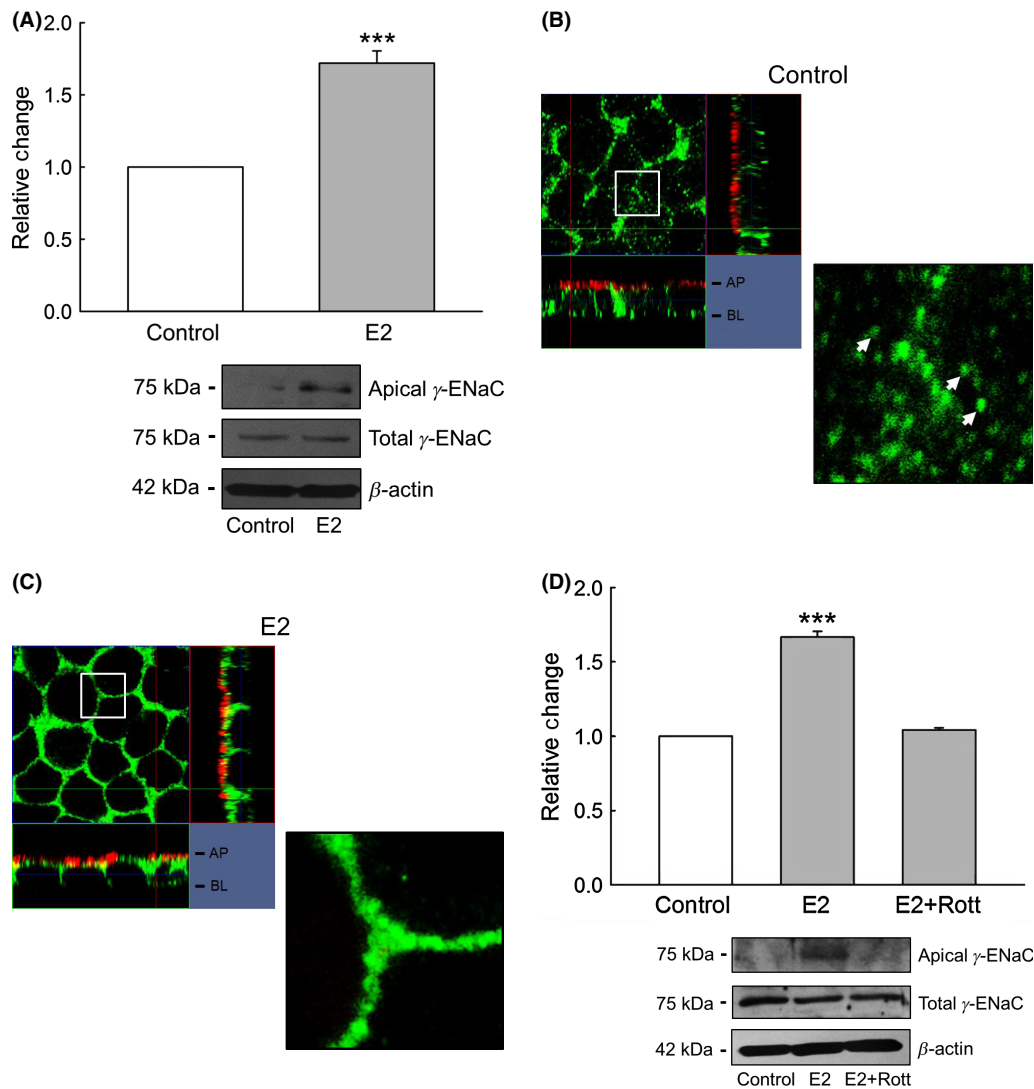 (A)
2.0
1.5
1.0
0.5
0.0
Relative change
***
Control E2
75 kDa - Apical γ-ENaC
75 kDa - Total γ-ENaC
42 kDa - β-actin
Control E2
(B)
Control
AP
BL
(C)
E2
AP
BL
(D)
2.0
1.5
1.0
0.5
0.0
Relative change
***
Control E2 E2+Rott
75 kDa - Apical γ-ENaC
75 kDa - Total γ-ENaC
42 kDa - β-actin
Control E2 E2+Rott